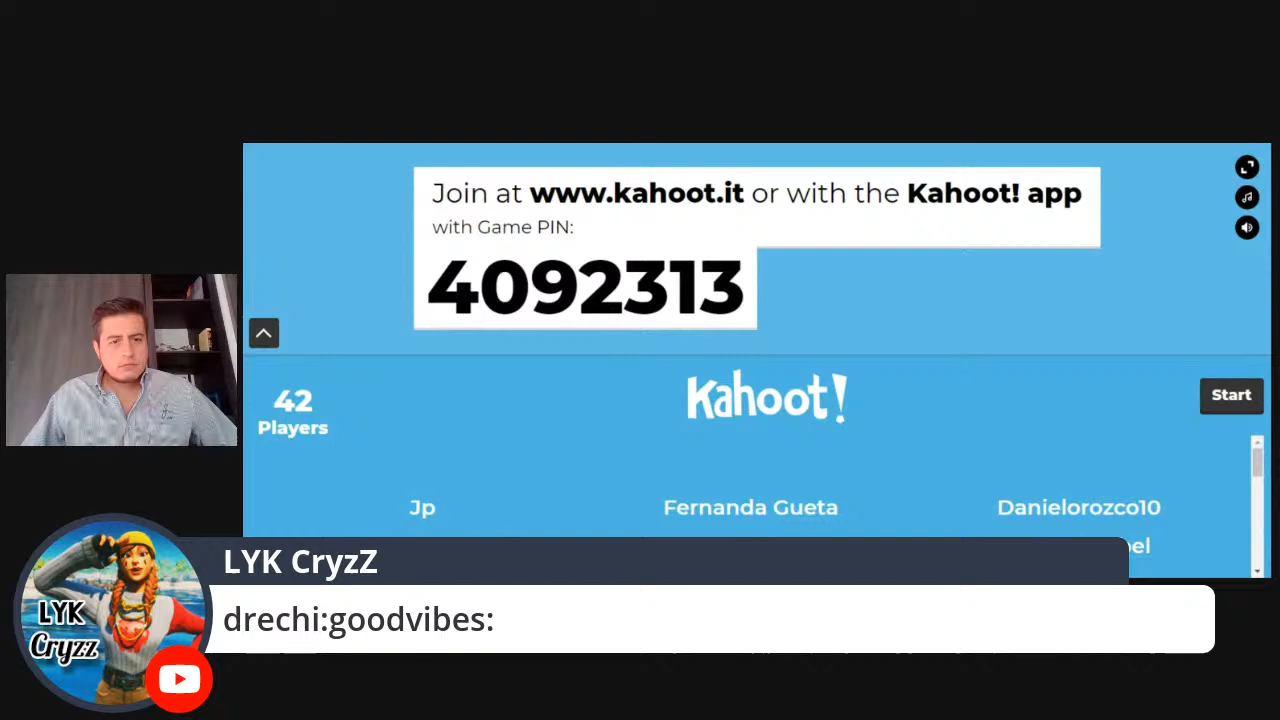 Join at www.kahoot.it or with the Kahoot! app
with Game PIN:
4092313
42
Players
Kahoot!
Start
Jp
Fernanda Gueta
Danielorozco10
LYK CryzZ
drechi:goodvibes:
LYK
Cryzz